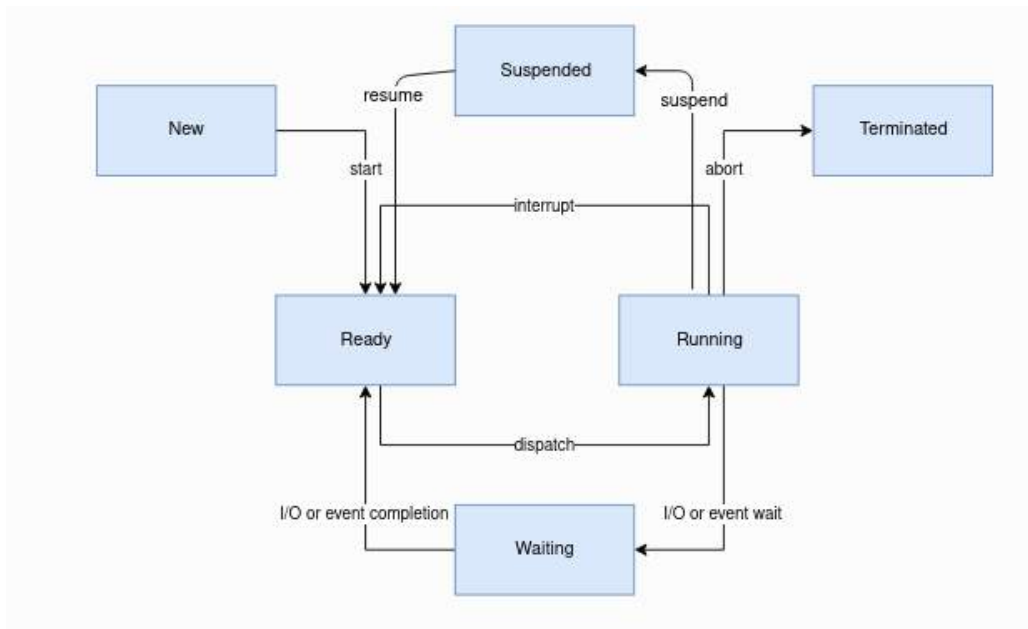 Suspended
resume
suspend
New
Terminated
start
abort
interrupt
Ready
Running
dispatch
I/O or event completion
I/O or event wait
Waiting